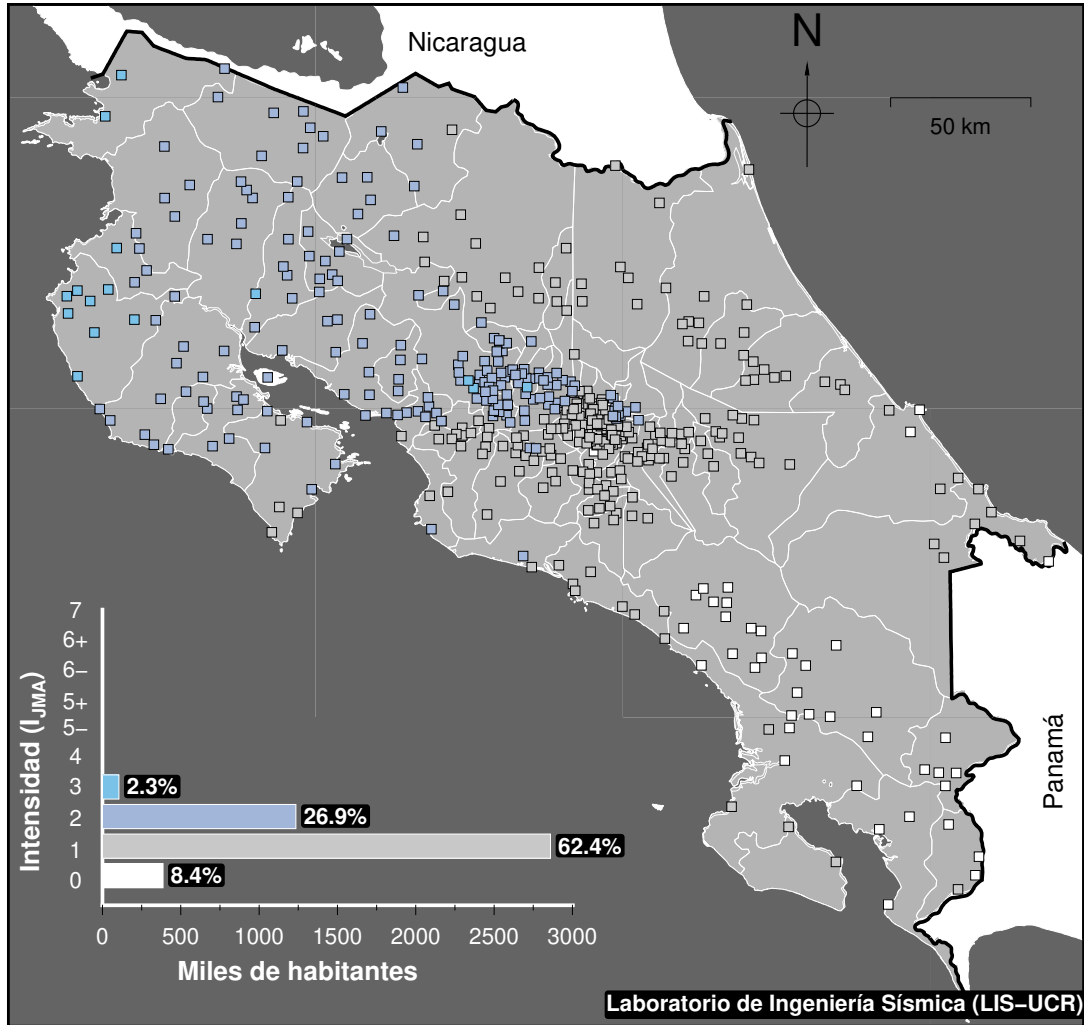 Nicaragua
N
50 km
Panamá
Intensidad (IJMA)
7
6+
6−
5+
5−
4
3
2.3%
2
26.9%
1
62.4%
0
8.4%
0 500 1000 1500 2000 2500 3000
Miles de habitantes
Laboratorio de Ingeniería Sísmica (LIS−UCR)